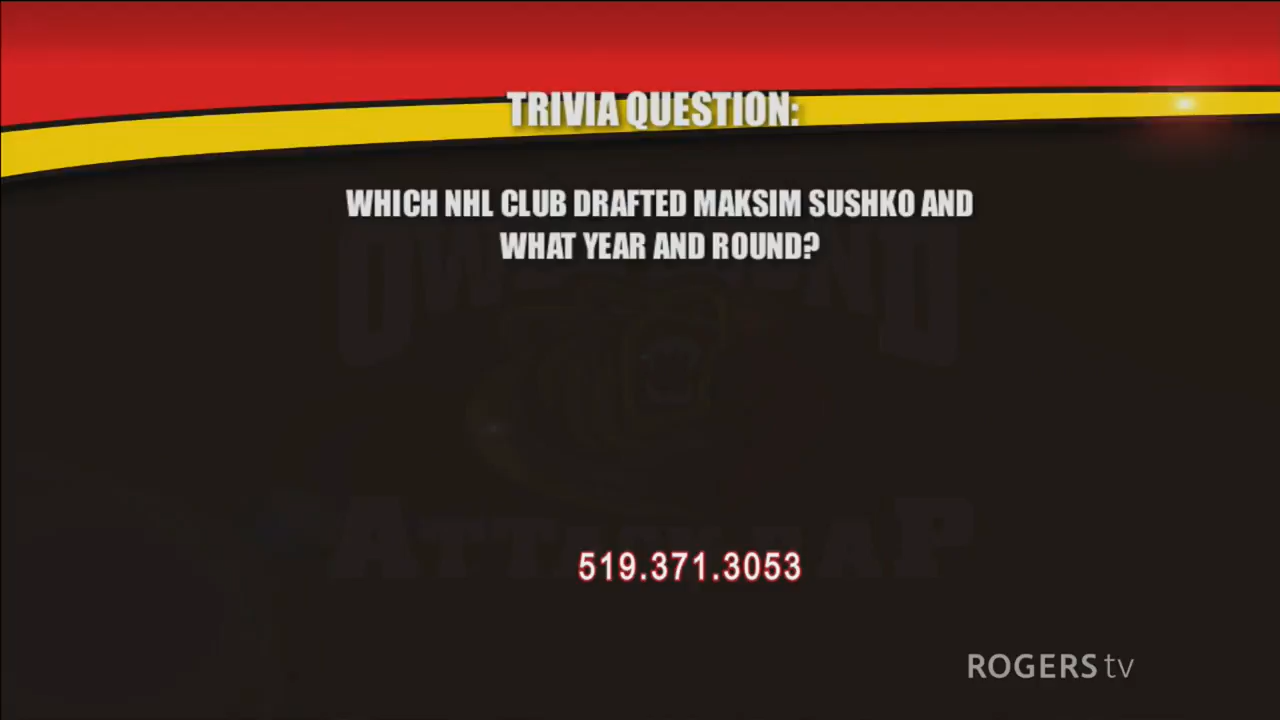 TRIVIA QUESTION:
WHICH NHL CLUB DRAFTED MAKSIM SUSHKO AND
WHAT YEAR AND ROUND?
519.371.3053
ROGERS tv